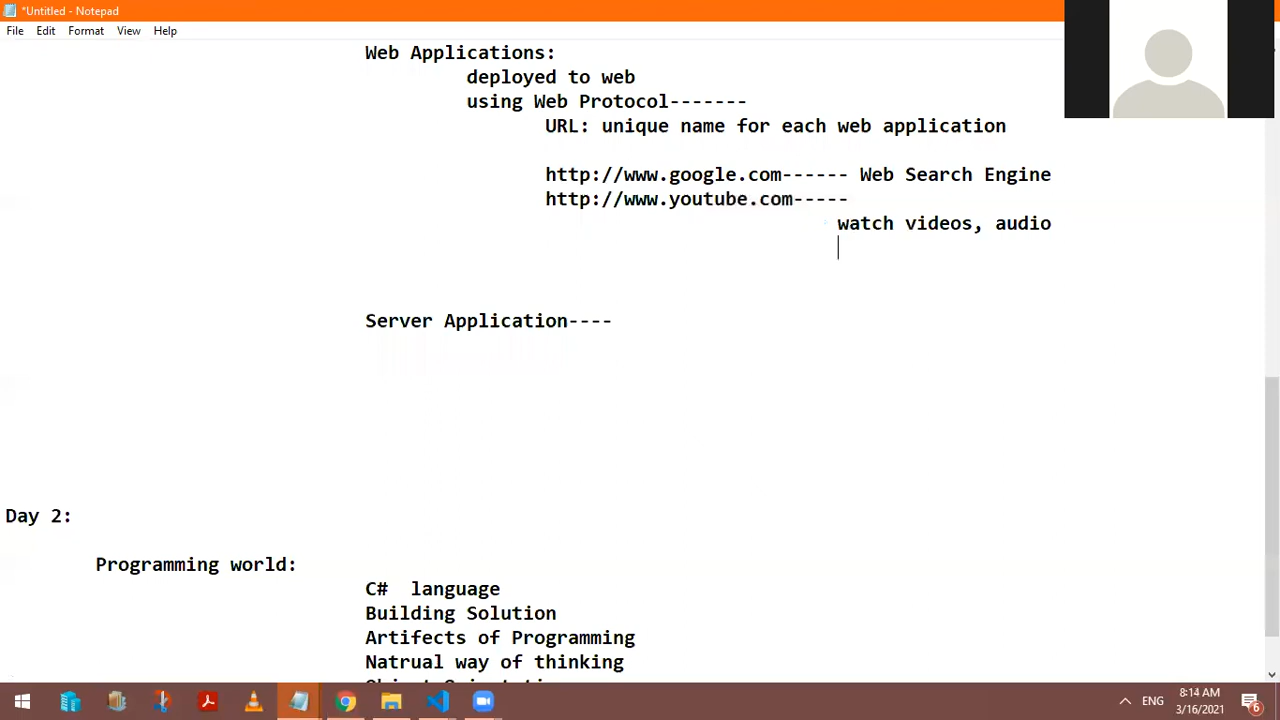 *Untitled - Notepad
File Edit Format View Help
Web Applications:
deployed to web
using Web Protocol-------
URL: unique name for each web application
http://www.google.com------ Web Search Engine
http://www.youtube.com-----
watch videos, audio
Server Application----
Day 2:
Programming world:
C#  language
Building Solution
Artifects of Programming
Natrual way of thinking
ENG
8:14 AM
3/16/2021
6